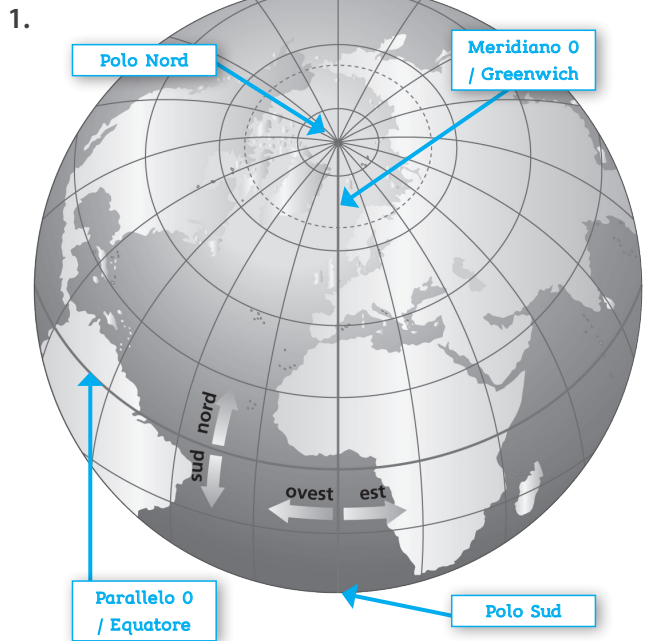 1.
Polo Nord
Meridiano 0
/ Greenwich
nord
sud
ovest est
Parallelo 0
/ Equatore
Polo Sud